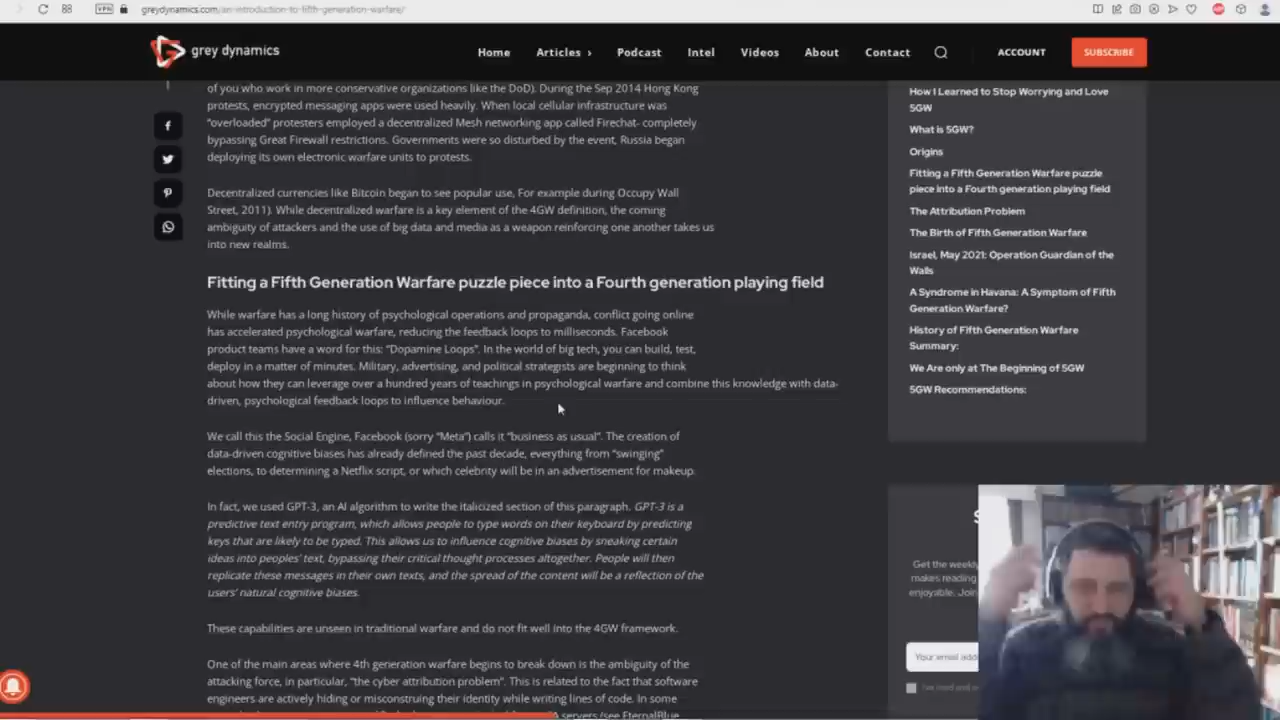 VPN
greydynamics.com/an-introduction-to-fifth-generation-warfare/
grey dynamics
Home
Articles
Podcast
Intel
Videos
About
Contact
ACCOUNT
SUBSCRIBE
of you who work in more conservative organizations like the DoD). During the Sep 2014 Hong Kong
protests, encrypted messaging apps were used heavily. When local cellular infrastructure was
"overloaded" protesters employed a decentralized Mesh networking app called Firechat- completely
bypassing Great Firewall restrictions. Governments were so disturbed by the event, Russia began
deploying its own electronic warfare units to protests.
Decentralized currencies like Bitcoin began to see popular use, For example during Occupy Wall
Street, 2011). While decentralized warfare is a key element of the 4GW definition, the coming
ambiguity of attackers and the use of big data and media as a weapon reinforcing one another takes us
into new realms.
Fitting a Fifth Generation Warfare puzzle piece into a Fourth generation playing field
While warfare has a long history of psychological operations and propaganda, conflict going online
has accelerated psychological warfare, reducing the feedback loops to milliseconds. Facebook
product teams have a word for this: "Dopamine Loops". In the world of big tech, you can build, test,
deploy in a matter of minutes. Military, advertising, and political strategists are beginning to think
about how they can leverage over a hundred years of teachings in psychological warfare and combine this knowledge with data-
driven, psychological feedback loops to influence behaviour.
We call this the Social Engine, Facebook (sorry "Meta") calls it "business as usual". The creation of
data-driven cognitive biases has already defined the past decade, everything from "swinging"
elections, to determining a Netflix script, or which celebrity will be in an advertisement for makeup.
In fact, we used GPT-3, an AI algorithm to write the italicized section of this paragraph. GPT-3 is a
predictive text entry program, which allows people to type words on their keyboard by predicting
keys that are likely to be typed. This allows us to influence cognitive biases by sneaking certain
ideas into peoples' text, bypassing their critical thought processes altogether. People will then
replicate these messages in their own texts, and the spread of the content will be a reflection of the
users' natural cognitive biases.
These capabilities are unseen in traditional warfare and do not fit well into the 4GW framework.
One of the main areas where 4th generation warfare begins to break down is the ambiguity of the
attacking force, in particular, "the cyber attribution problem". This is related to the fact that software
engineers are actively hiding or misconstruing their identity while writing lines of code. In some
servers (see EternalBlue
How I Learned to Stop Worrying and Love
5GW
What is 5GW?
Origins
Fitting a Fifth Generation Warfare puzzle
piece into a Fourth generation playing field
The Attribution Problem
The Birth of Fifth Generation Warfare
Israel, May 2021: Operation Guardian of the
Walls
A Syndrome in Havana: A Symptom of Fifth
Generation Warfare?
History of Fifth Generation Warfare
Summary:
We Are only at The Beginning of 5GW
5GW Recommendations:
Get the weekly
makes reading
enjoyable. Join
Your email add
I've read and